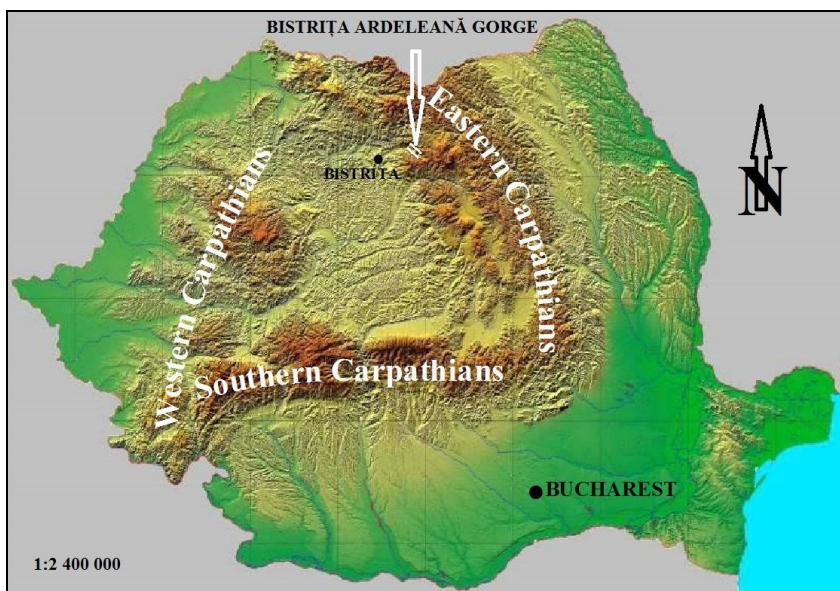 BISTRIȚA ARDELEANĂ GORGE
Eastern Carpathians
N
BISTRIȚA
Western Carpathians
Southern Carpathians
BUCHAREST
1:2 400 000